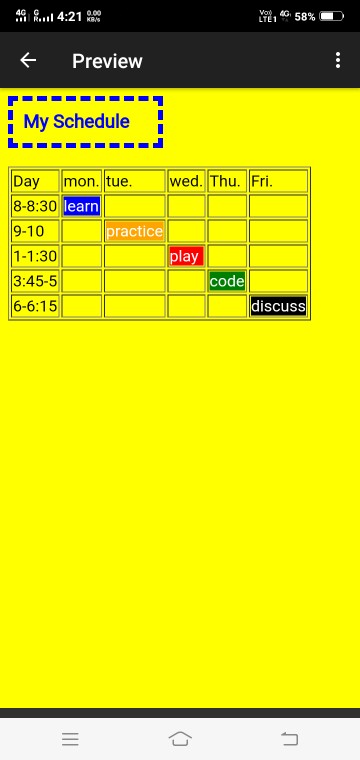 4G G 4:21 0.00 KB/s Vo) LTE1 4G 58%
Preview
My Schedule
Day mon. tue. wed. Thu. Fri.
8-8:30 learn
9-10 practice
1-1:30 play
3:45-5 code
6-6:15 discuss